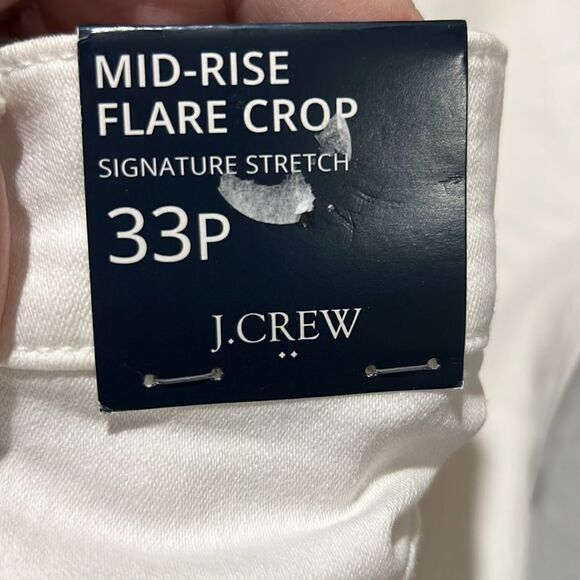 MID-RISE
FLARE CROP
SIGNATURE STRETCH
33P
J.CREW